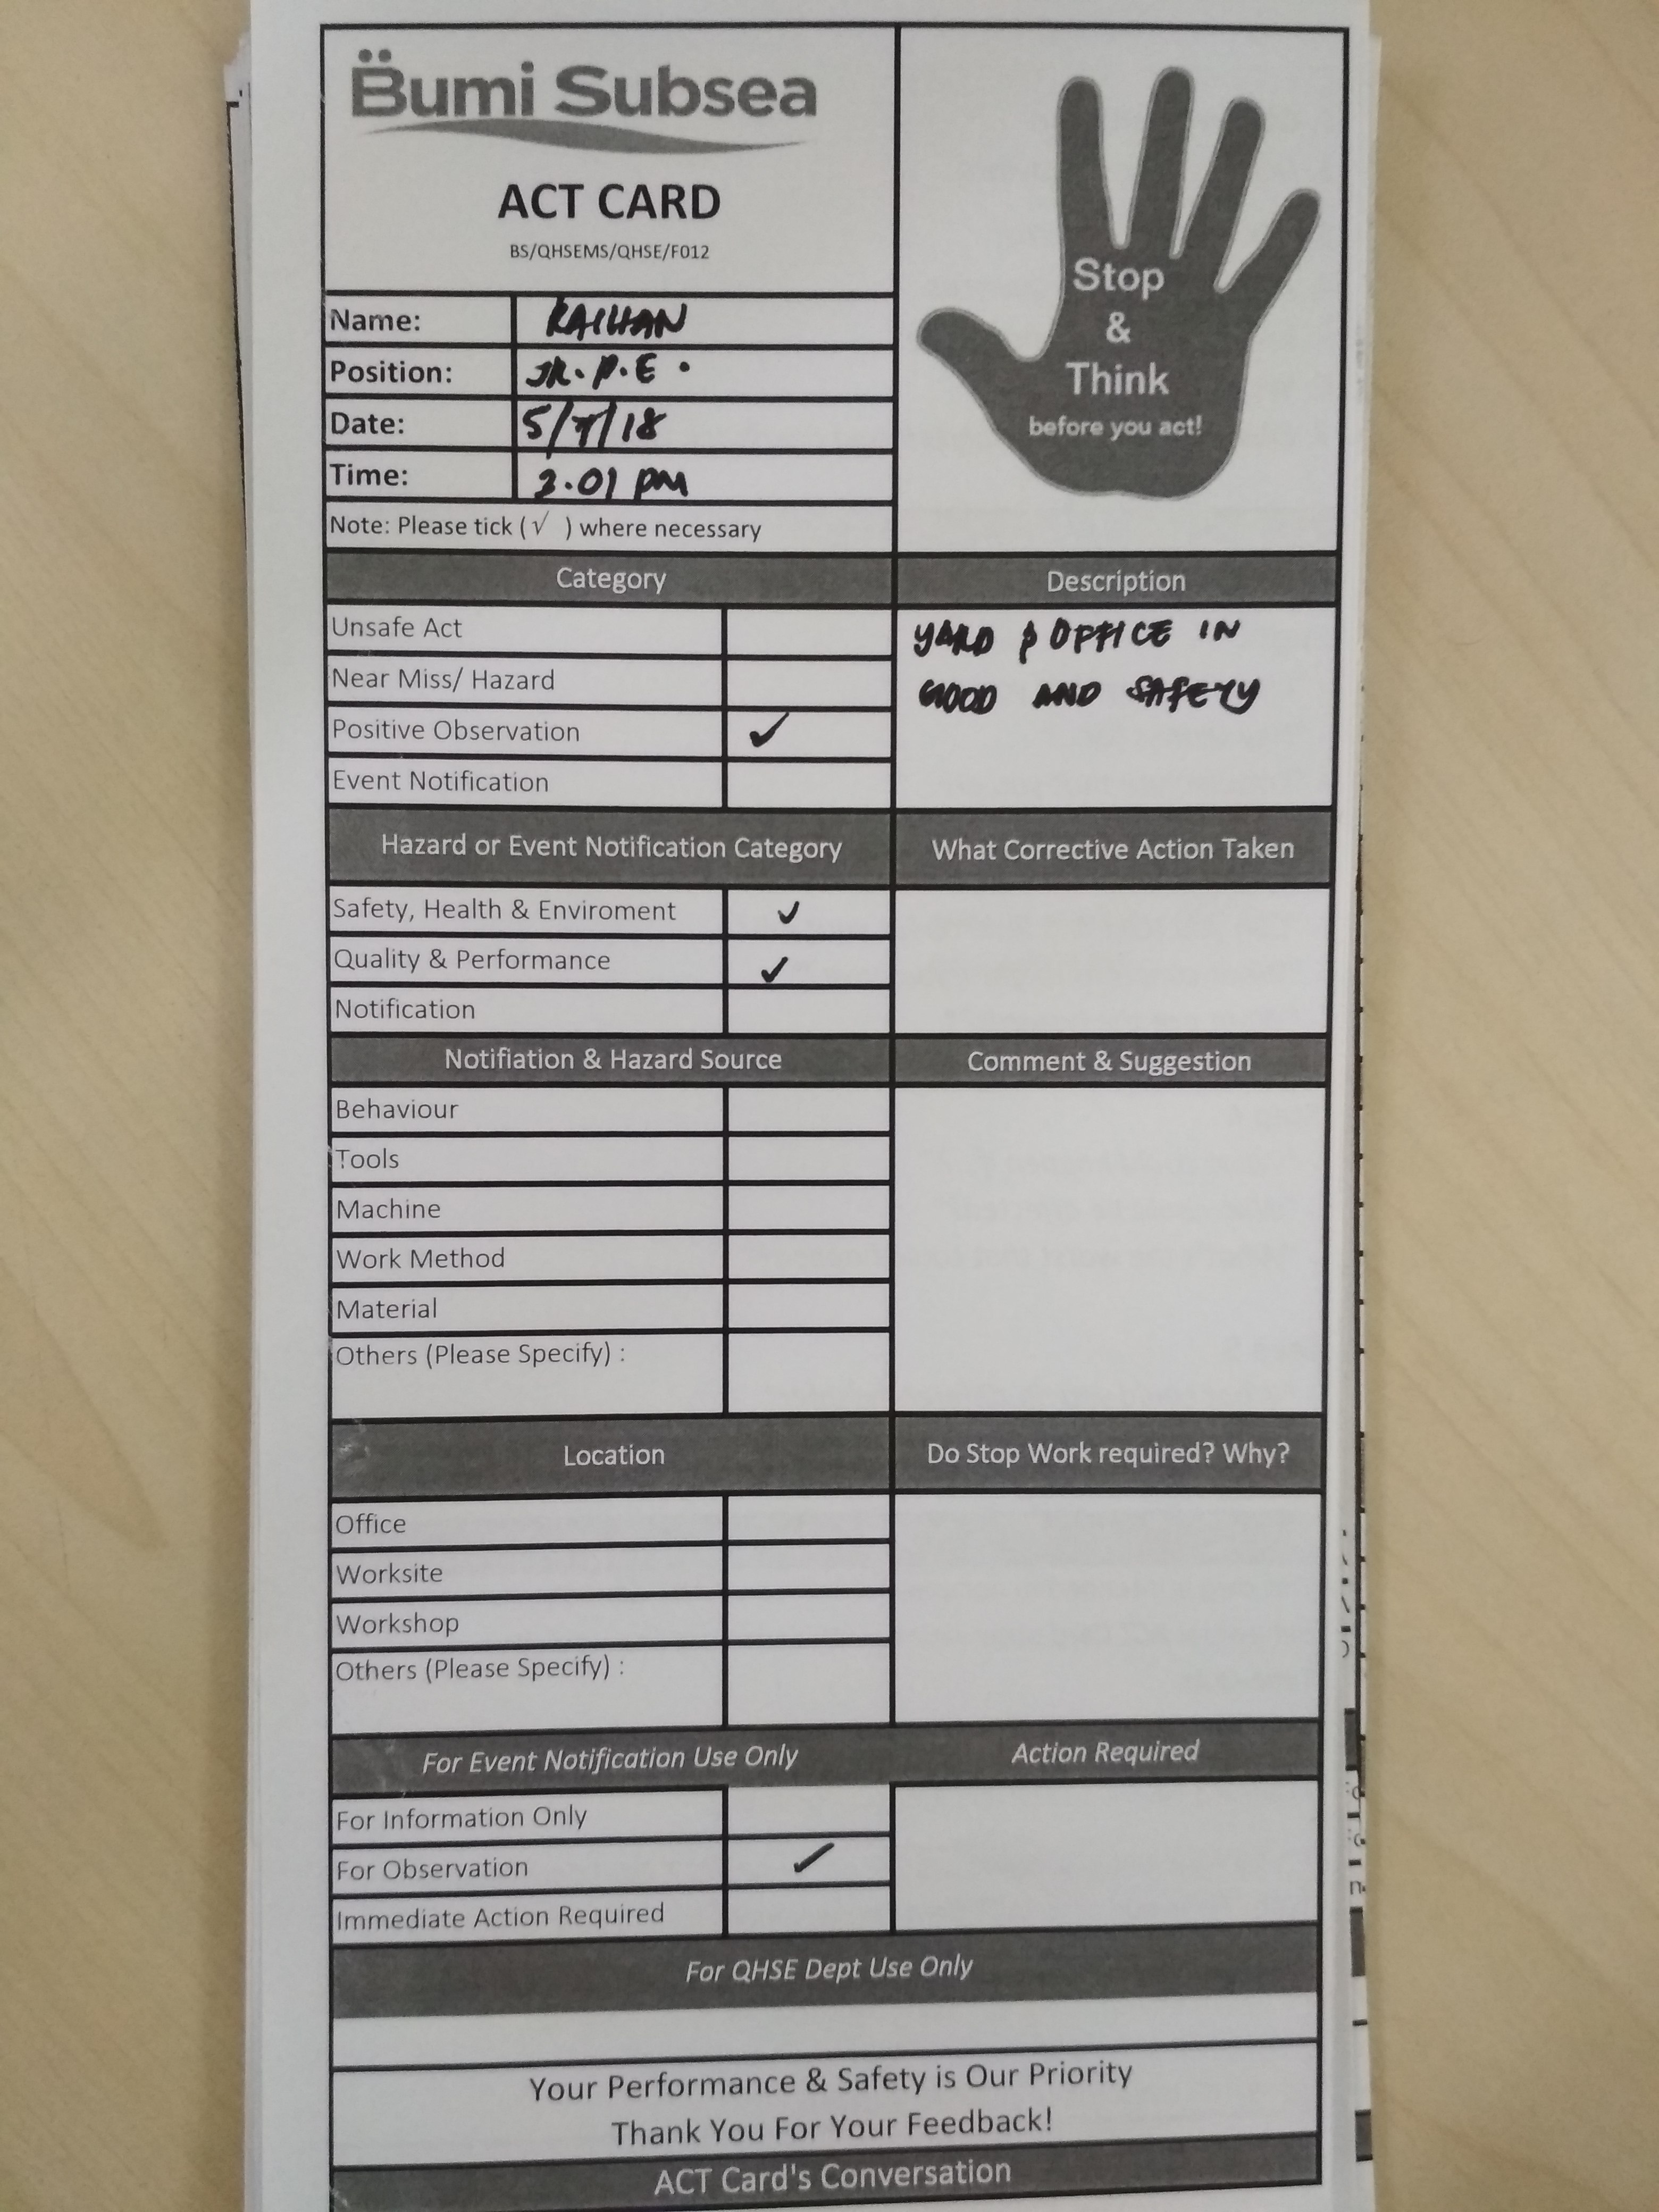 Bumi Subsea
ACT CARD
BS/QHSEMS/QHSE/F012
Stop
&
Think
before you act!
Name: RAIHAN
Position: JR. P.E.
Date: 5/7/18
Time: 3.01 PM
Note: Please tick (√ ) where necessary
Category
Description
Unsafe Act
Near Miss/ Hazard
Positive Observation ✓
Event Notification
YARD & OFFICE IN
GOOD AND SAFETY
Hazard or Event Notification Category
What Corrective Action Taken
Safety, Health & Enviroment ✓
Quality & Performance ✓
Notification
Notifiation & Hazard Source
Comment & Suggestion
Behaviour
Tools
Machine
Work Method
Material
Others (Please Specify) :
Location
Do Stop Work required? Why?
Office
Worksite
Workshop
Others (Please Specify) :
For Event Notification Use Only
Action Required
For Information Only
For Observation ✓
Immediate Action Required
For QHSE Dept Use Only
Your Performance & Safety is Our Priority
Thank You For Your Feedback!
ACT Card's Conversation